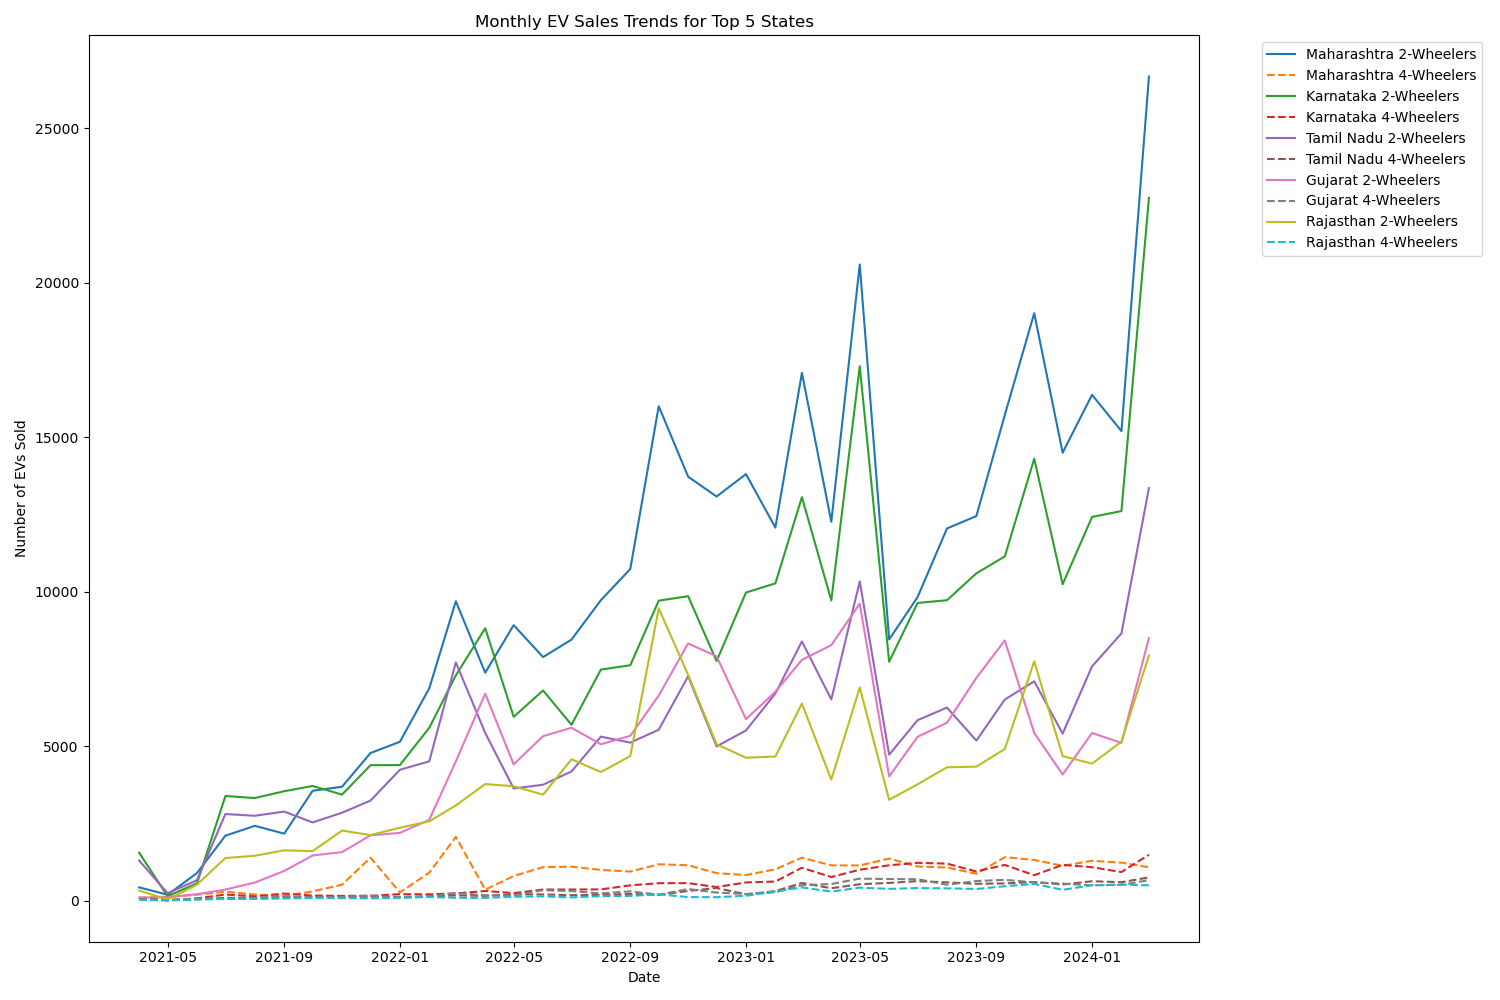 Monthly EV Sales Trends for Top 5 States
Maharashtra 2-Wheelers
Maharashtra 4-Wheelers
Karnataka 2-Wheelers
Karnataka 4-Wheelers
Tamil Nadu 2-Wheelers
Tamil Nadu 4-Wheelers
Gujarat 2-Wheelers
Gujarat 4-Wheelers
Rajasthan 2-Wheelers
Rajasthan 4-Wheelers
Number of EVs Sold
25000
20000
15000
10000
5000
0
2021-05
2021-09
2022-01
2022-05
2022-09
2023-01
2023-05
2023-09
2024-01
Date